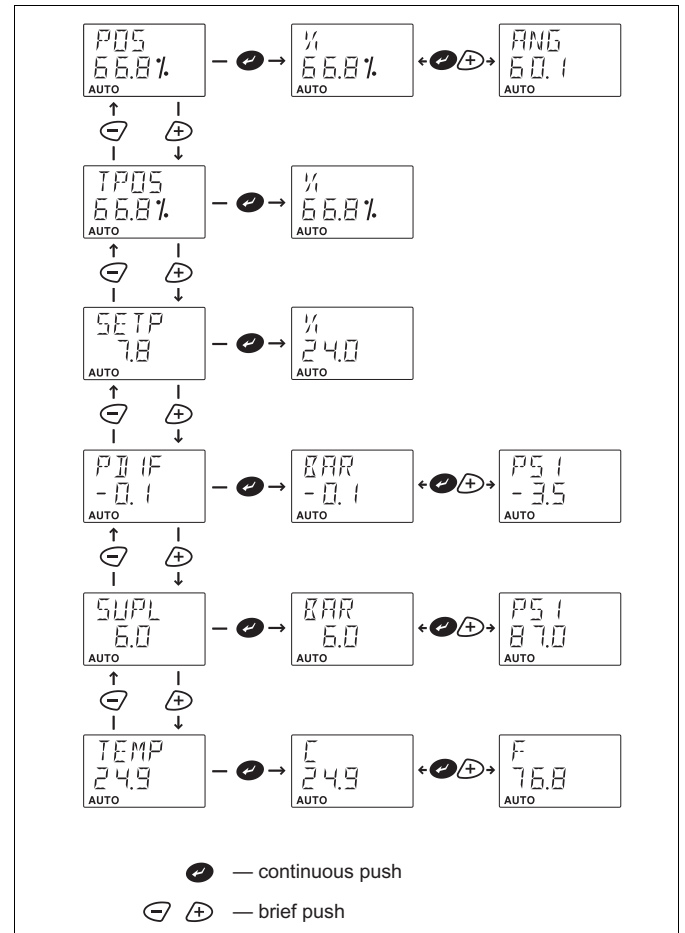 POS
66.8%
AUTO
%
66.8%
AUTO
ANG
60.1
AUTO
TPOS
66.8%
AUTO
%
66.8%
AUTO
SETP
7.8
AUTO
%
24.0
AUTO
PDIF
-0.1
AUTO
BAR
-0.1
AUTO
PSI
-3.5
AUTO
SUPL
6.0
AUTO
BAR
6.0
AUTO
PSI
87.0
AUTO
TEMP
24.9
AUTO
C
24.9
AUTO
F
76.8
AUTO
— continuous push
— brief push